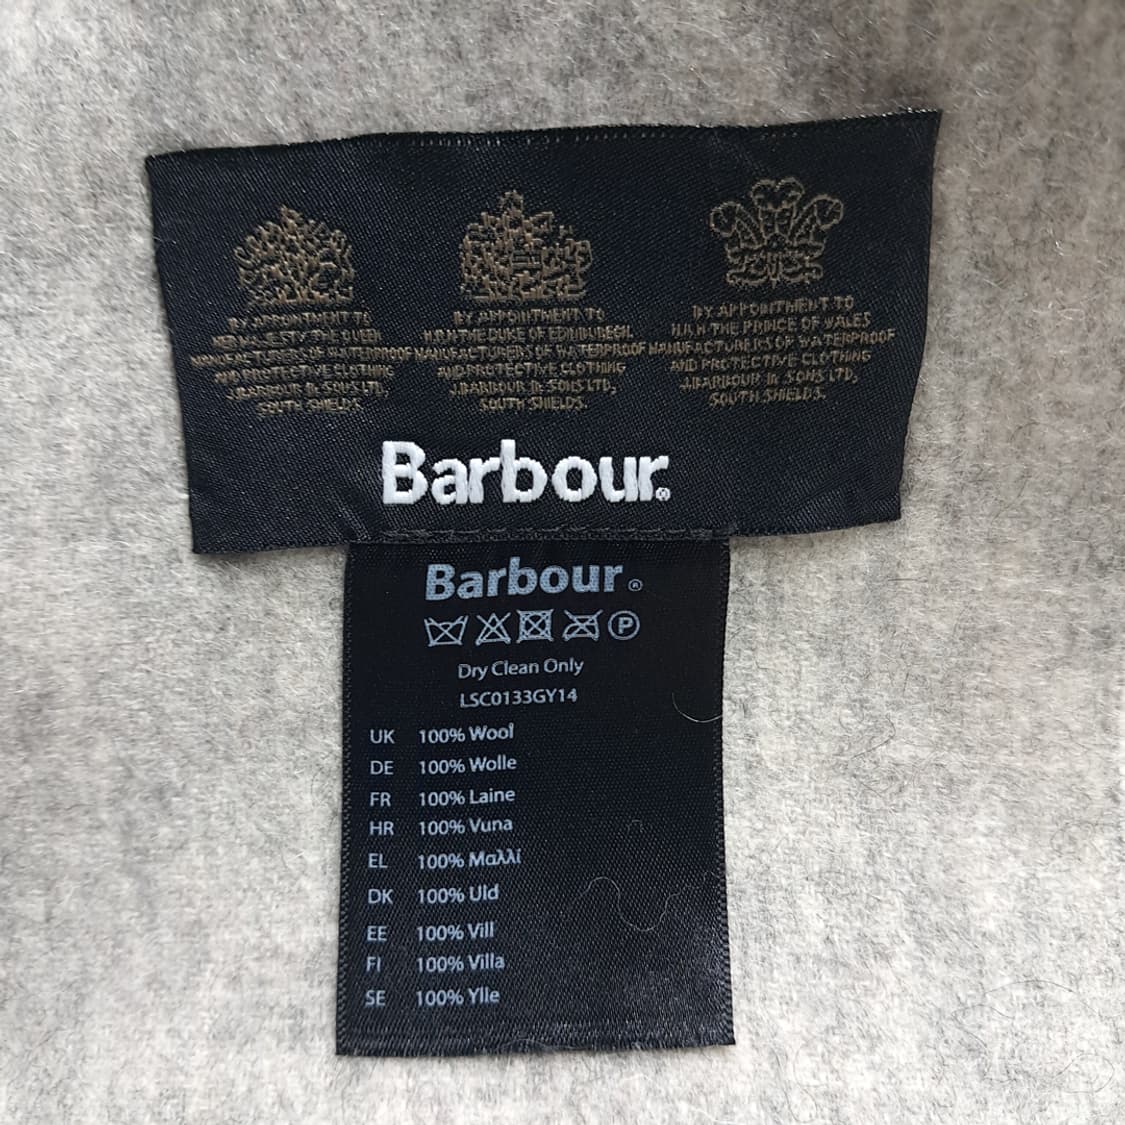 BY APPOINTMENT TO
HER MAJESTY THE QUEEN
MANUFACTURERS OF WATERPROOF
AND PROTECTIVE CLOTHING
J.BARBOUR & SONS LTD,
SOUTH SHIELDS
BY APPOINTMENT TO
H.R.H THE DUKE OF EDINBURGH
MANUFACTURERS OF WATERPROOF
AND PROTECTIVE CLOTHING
J.BARBOUR & SONS LTD,
SOUTH SHIELDS.
BY APPOINTMENT TO
H.R.H THE PRINCE OF WALES
MANUFACTURERS OF WATERPROOF
AND PROTECTIVE CLOTHING
J.BARBOUR & SONS LTD,
SOUTH SHIELDS.
Barbour®
Barbour®
P
Dry Clean Only
LSC0133GY14
UK 100% Wool
DE 100% Wolle
FR 100% Laine
HR 100% Vuna
EL 100% Μαλλί
DK 100% Uld
EE 100% Vill
FI 100% Villa
SE 100% Ylle